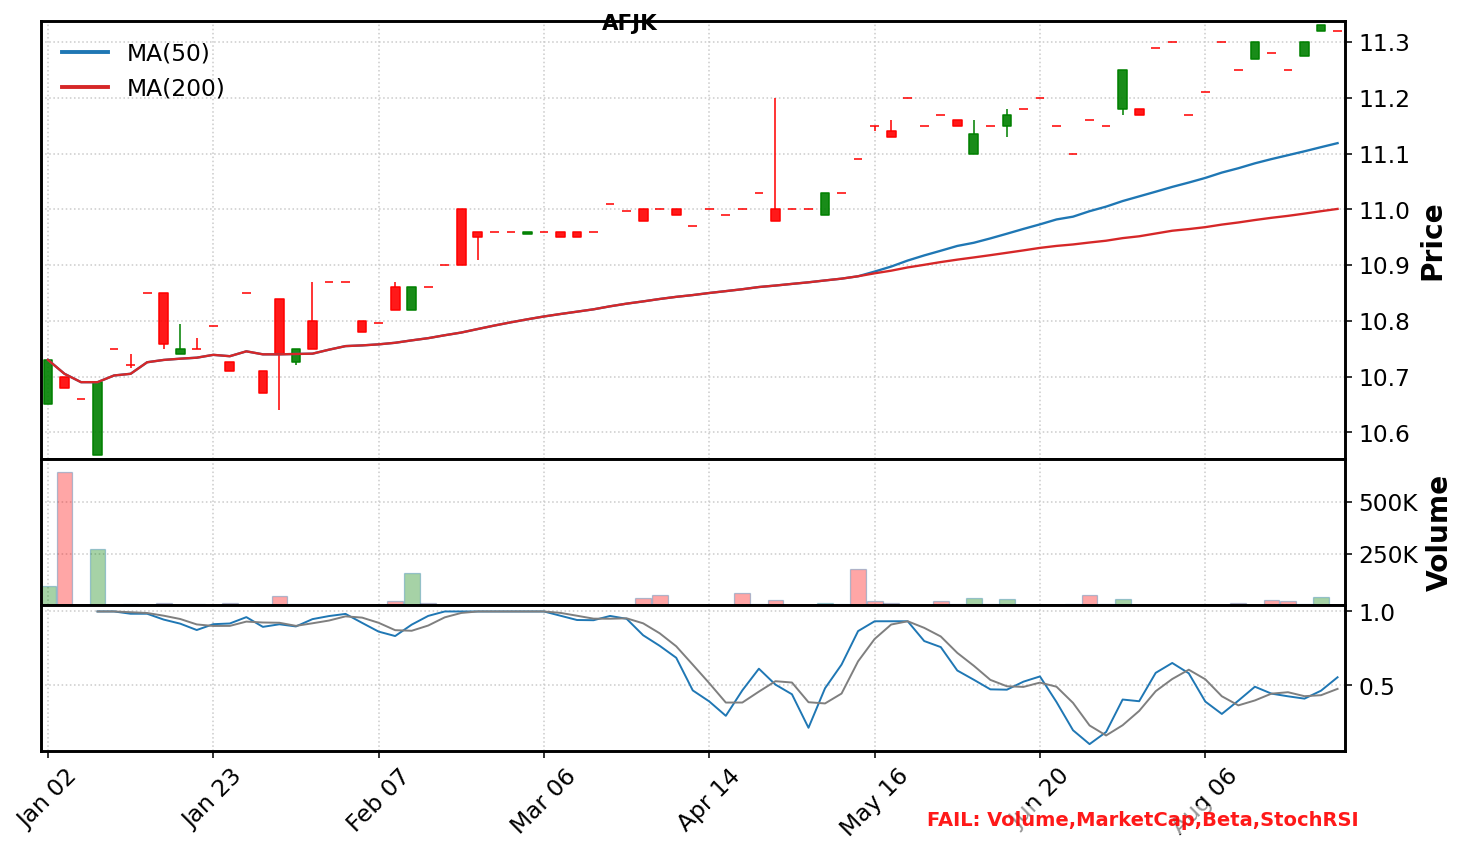 AFJK
MA(50)
MA(200)
11.3
11.2
11.1
11.0
10.9
10.8
10.7
10.6
Price
500K
250K
Volume
1.0
0.5
Jan 02
Jan 23
Feb 07
Mar 06
Apr 14
May 16
Jun 20
Aug 06
FAIL: Volume,MarketCap,Beta,StochRSI